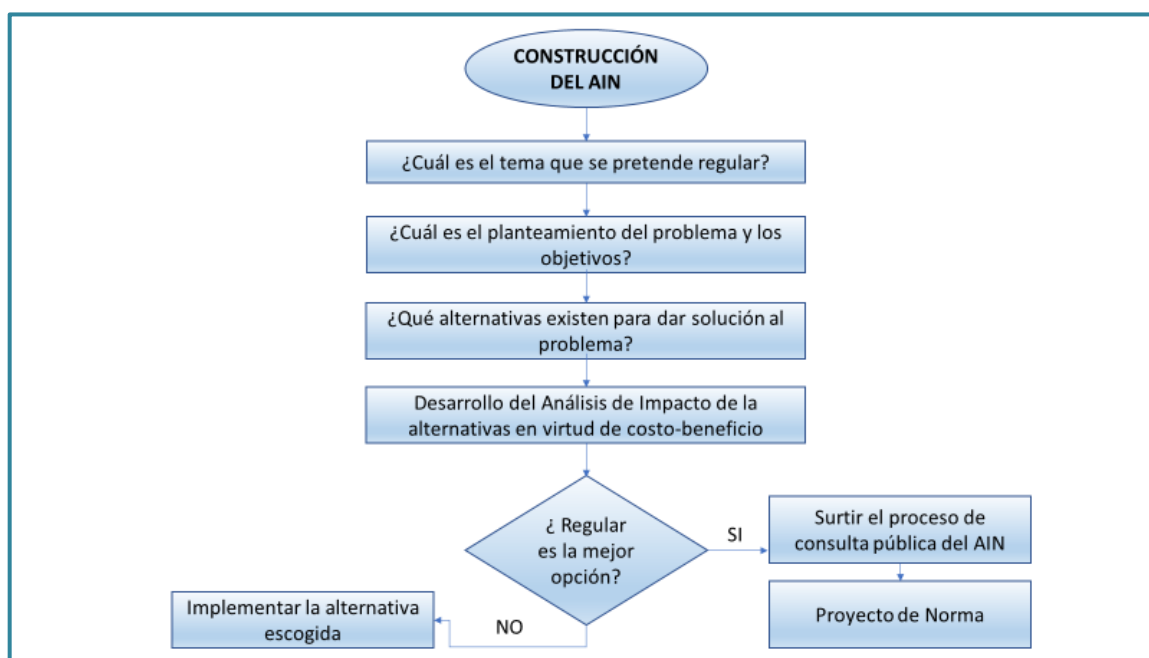 CONSTRUCCIÓN
DEL AIN
¿Cuál es el tema que se pretende regular?
¿Cuál es el planteamiento del problema y los
objetivos?
¿Qué alternativas existen para dar solución al
problema?
Desarrollo del Análisis de Impacto de la
alternativas en virtud de costo-beneficio
¿ Regular
es la mejor
opción?
SI
Surtir el proceso de
consulta pública del AIN
Proyecto de Norma
NO
Implementar la alternativa
escogida